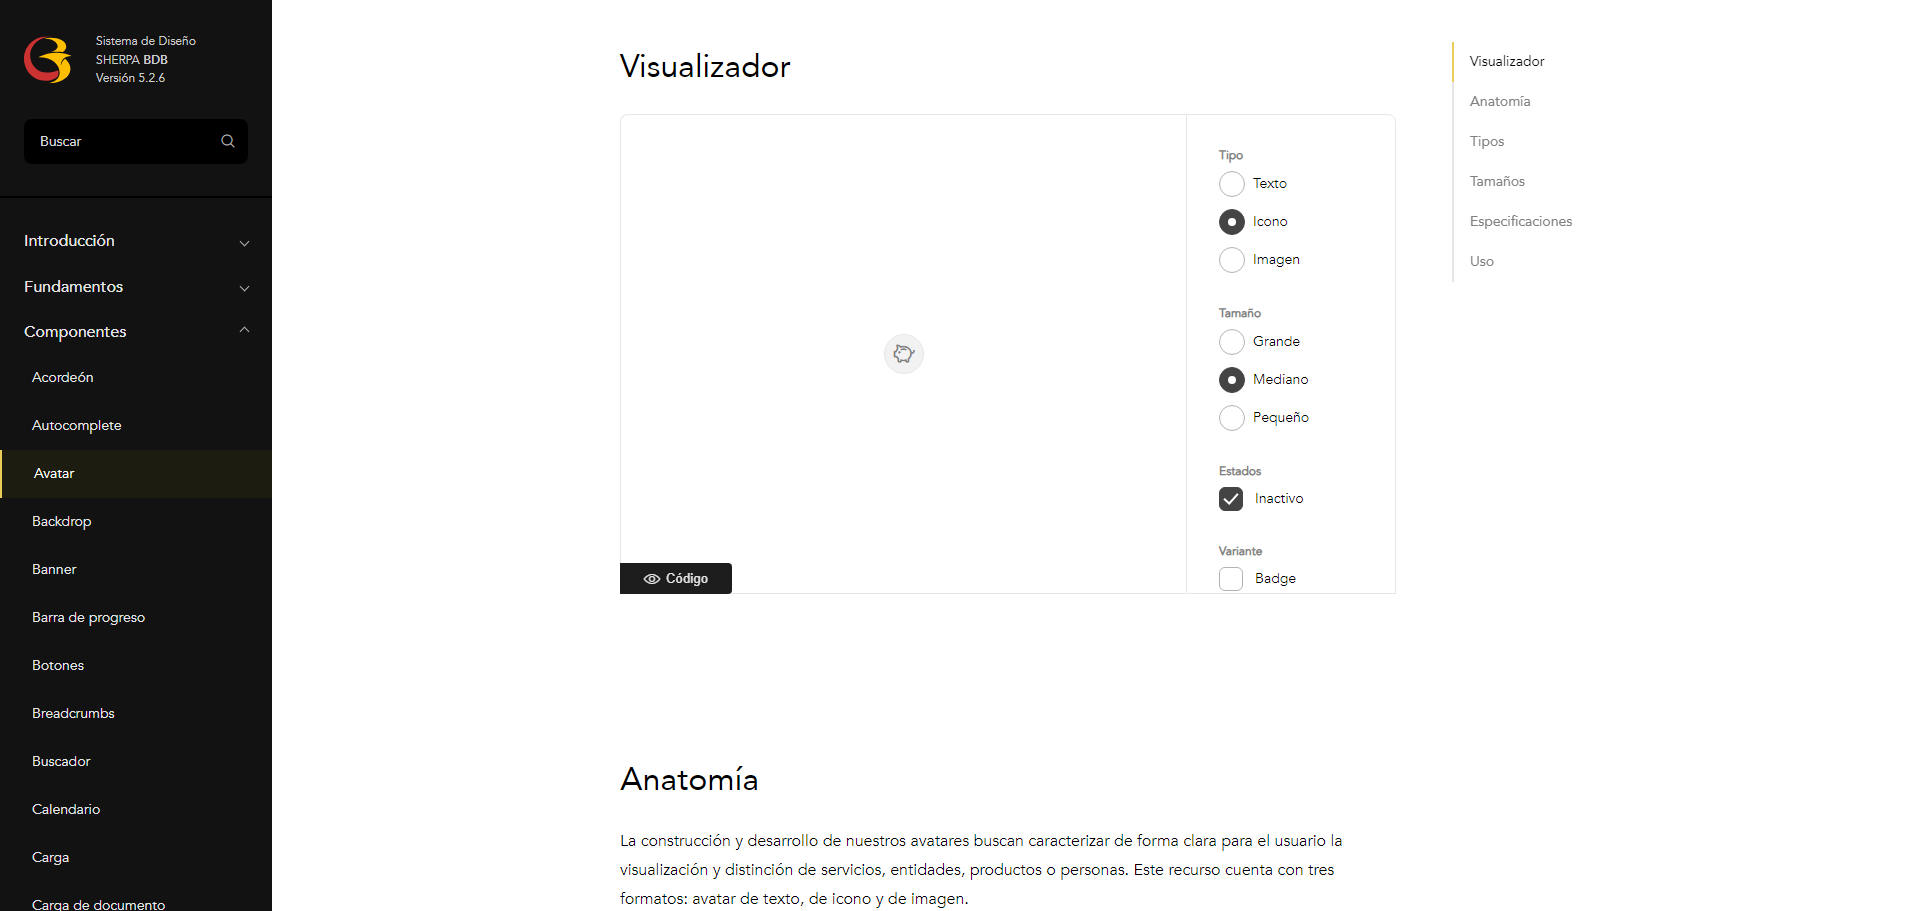 Sistema de Diseño
SHERPA BDB
Versión 5.2.6
Buscar
Introducción
Fundamentos
Componentes
Acordeón
Autocomplete
Avatar
Backdrop
Banner
Barra de progreso
Botones
Breadcrumbs
Buscador
Calendario
Carga
Carga de documento
Visualizador
Tipo
Texto
Icono
Imagen
Tamaño
Grande
Mediano
Pequeño
Estados
Inactivo
Variante
Badge
Código
Anatomía
La construcción y desarrollo de nuestros avatares buscan caracterizar de forma clara para el usuario la
visualización y distinción de servicios, entidades, productos o personas. Este recurso cuenta con tres
formatos: avatar de texto, de icono y de imagen.
Visualizador
Anatomía
Tipos
Tamaños
Especificaciones
Uso